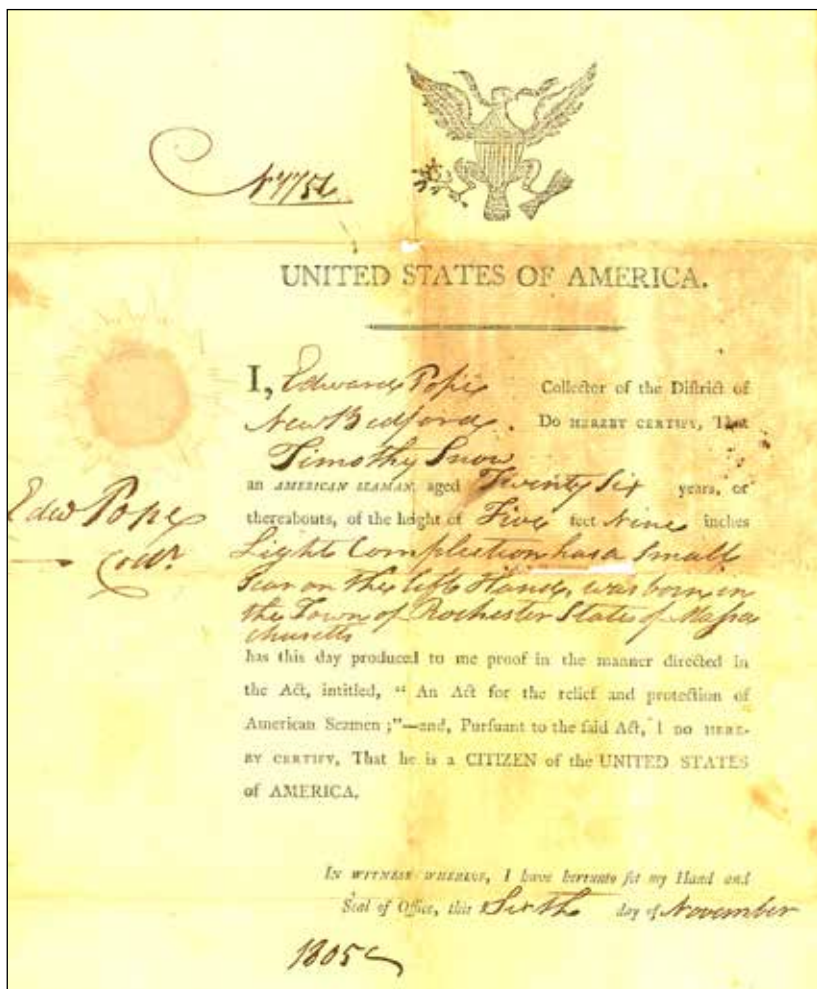 UNITED STATES OF AMERICA.
I, Edward Pope Collector of the District of
New Bedford. DO HEREBY CERTIFY, That
Timothy Snow
an AMERICAN SEAMAN, aged Twenty Six years, or
thereabouts, of the height of Five feet Nine inches
Light Complection has a Small
Scar on the left Hand, was born in
the Town of Rochester State of Massa
chusetts
Edwd Pope
Collr.
has this day produced to me proof in the manner directed in
the Act, intitled, “ An Act for the relief and protection of
American Seamen ;”—and, Purſuant to the ſaid Act, I DO HERE-
BY CERTIFY, That he is a CITIZEN of the UNITED STATES
of AMERICA.
IN WITNESS WHEREOF, I have hereunto ſet my Hand and
Seal of Office, this Sixth day of November
1805